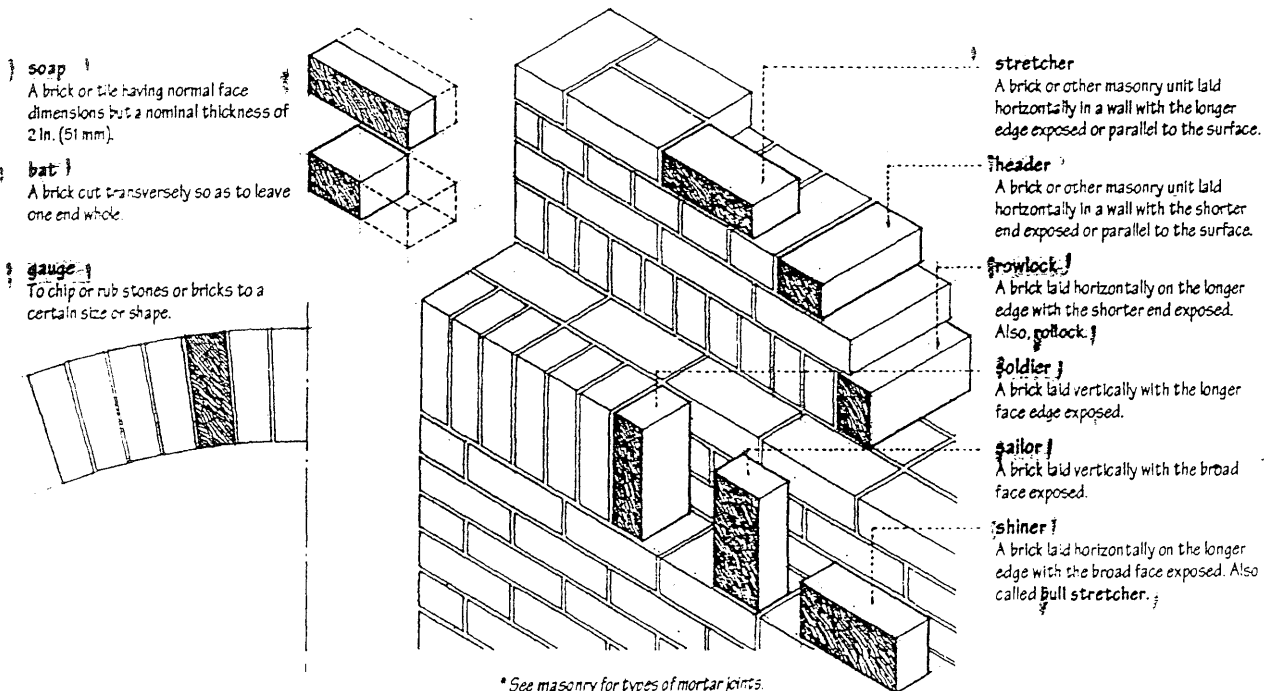 soap
A brick or tile having normal face
dimensions but a nominal thickness of
2 in. (51 mm).
bat
A brick cut transversely so as to leave
one end whole.
gauge
To chip or rub stones or bricks to a
certain size or shape.
stretcher
A brick or other masonry unit laid
horizontally in a wall with the longer
edge exposed or parallel to the surface.
header
A brick or other masonry unit laid
horizontally in a wall with the shorter
end exposed or parallel to the surface.
rowlock
A brick laid horizontally on the longer
edge with the shorter end exposed.
Also, rollock.
soldier
A brick laid vertically with the longer
face edge exposed.
sailor
A brick laid vertically with the broad
face exposed.
shiner
A brick laid horizontally on the longer
edge with the broad face exposed. Also
called bull stretcher.
* See masonry for types of mortar joints.